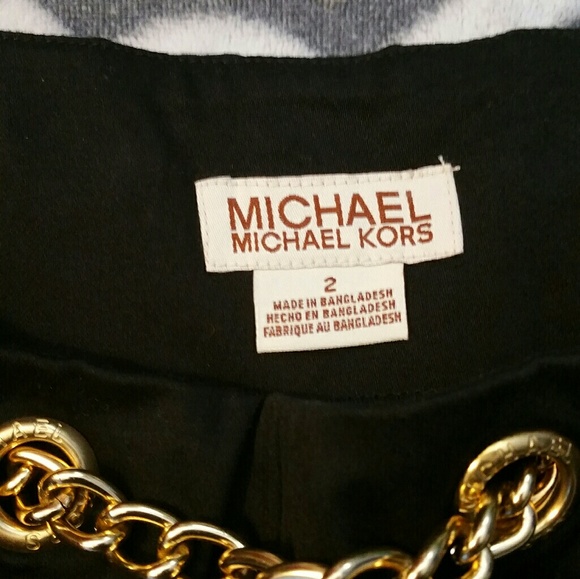 MICHAEL
MICHAEL KORS
2
MADE IN BANGLADESH
HECHO EN BANGLADESH
FABRIQUE AU BANGLADESH